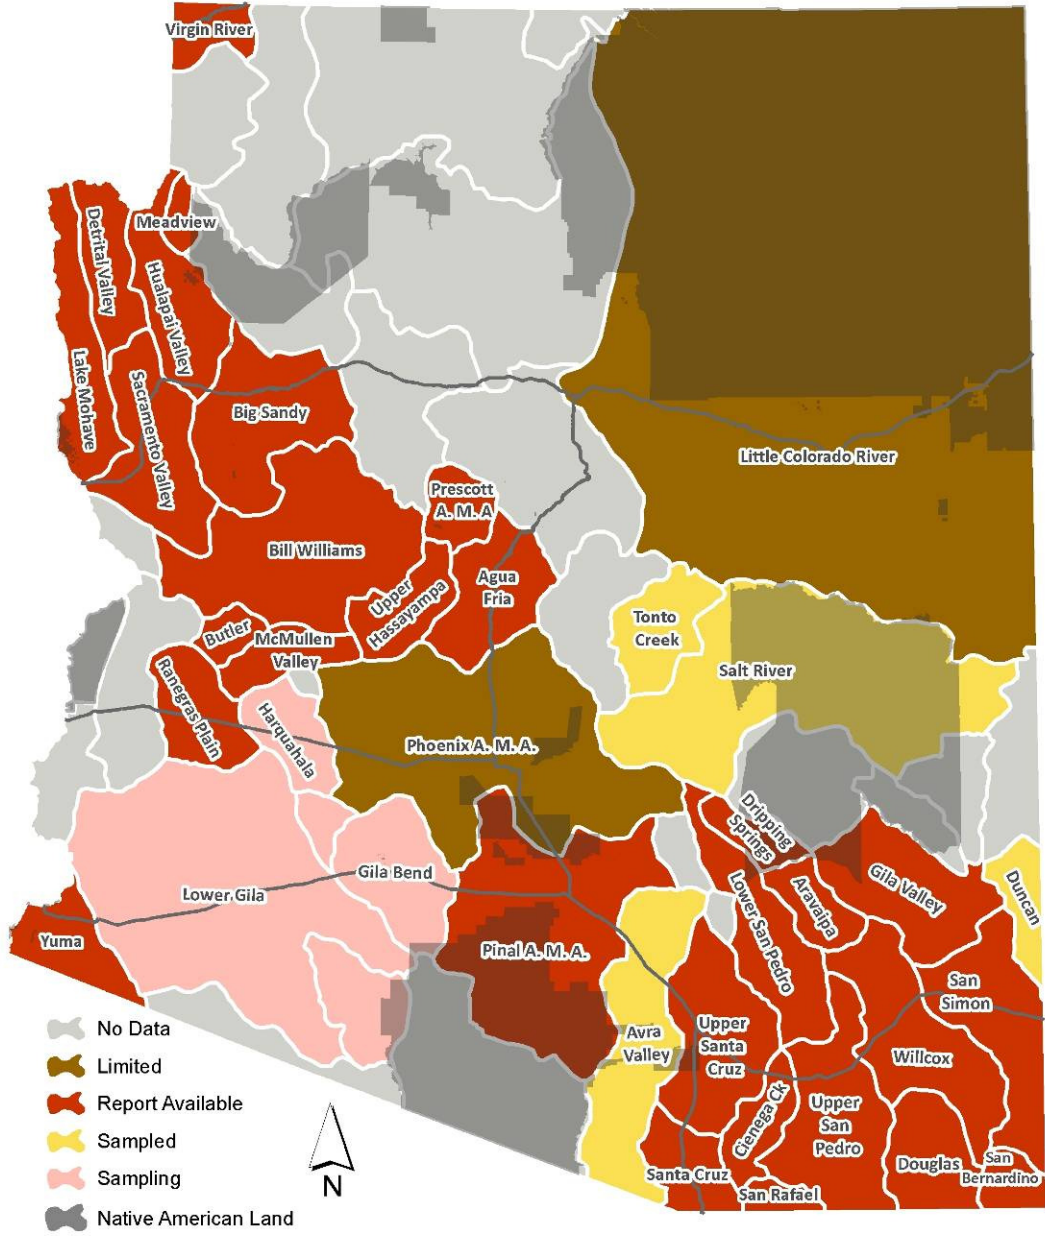 Virgin River
Meadview
Detrital Valley
Hualapai Valley
Lake Mohave
Sacramento Valley
Big Sandy
Little Colorado River
Prescott
A. M. A
Bill Williams
Agua
Fria
Upper
Hassayampa
Tonto
Creek
Butler
McMullen
Valley
Salt River
Ranegras Plain
Harquahala
Phoenix A. M. A.
Dripping
Springs
Gila Bend
Gila Valley
Lower Gila
Lower San Pedro
Aravaipa
Duncan
Yuma
Pinal A. M. A.
San
Simon
Avra
Valley
Upper
Santa
Cruz
Willcox
Cienega Ck
Upper
San
Pedro
Douglas
San
Bernardino
Santa Cruz
San Rafael
No Data
Limited
Report Available
Sampled
Sampling
Native American Land
N